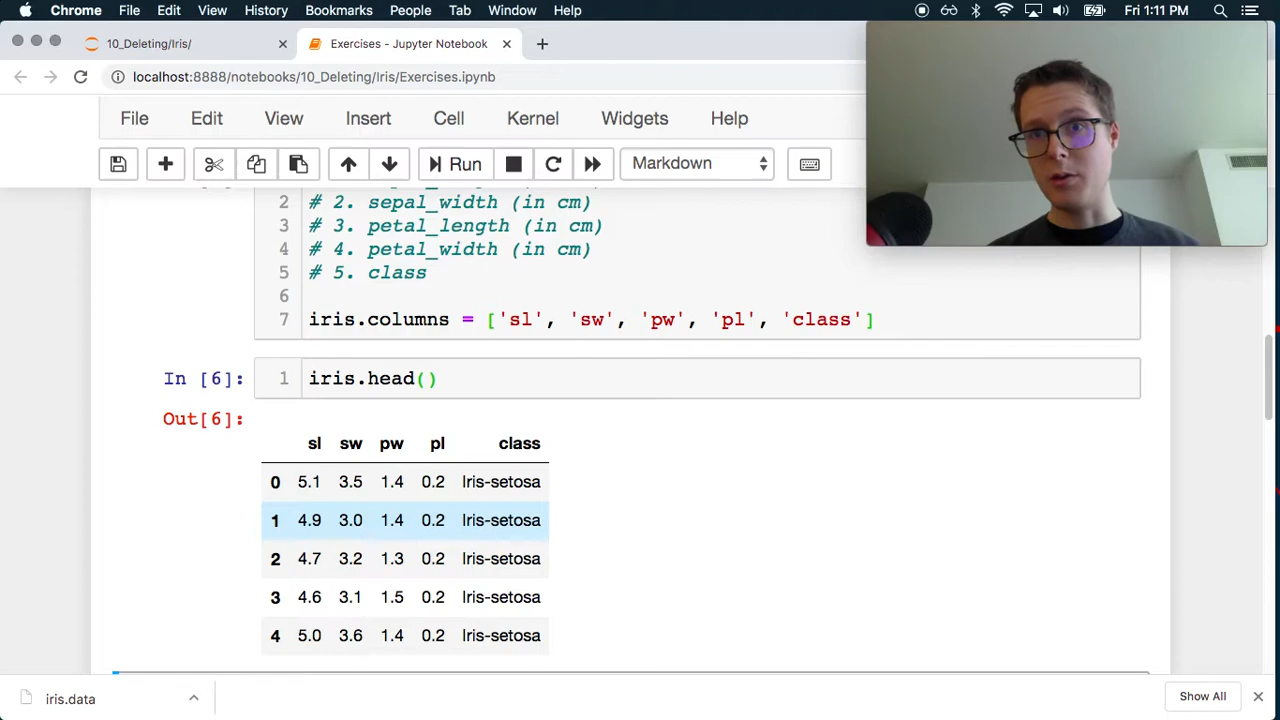 Chrome File Edit View History Bookmarks People Tab Window Help Fri 1:11 PM
10_Deleting/Iris/ Exercises - Jupyter Notebook
localhost:8888/notebooks/10_Deleting/Iris/Exercises.ipynb
File Edit View Insert Cell Kernel Widgets Help
Run Markdown
2 # 2. sepal_width (in cm)
3 # 3. petal_length (in cm)
4 # 4. petal_width (in cm)
5 # 5. class
6
7 iris.columns = ['sl', 'sw', 'pw', 'pl', 'class']
In [6]: 1 iris.head()
Out[6]:
sl sw pw pl class
0 5.1 3.5 1.4 0.2 Iris-setosa
1 4.9 3.0 1.4 0.2 Iris-setosa
2 4.7 3.2 1.3 0.2 Iris-setosa
3 4.6 3.1 1.5 0.2 Iris-setosa
4 5.0 3.6 1.4 0.2 Iris-setosa
iris.data Show All